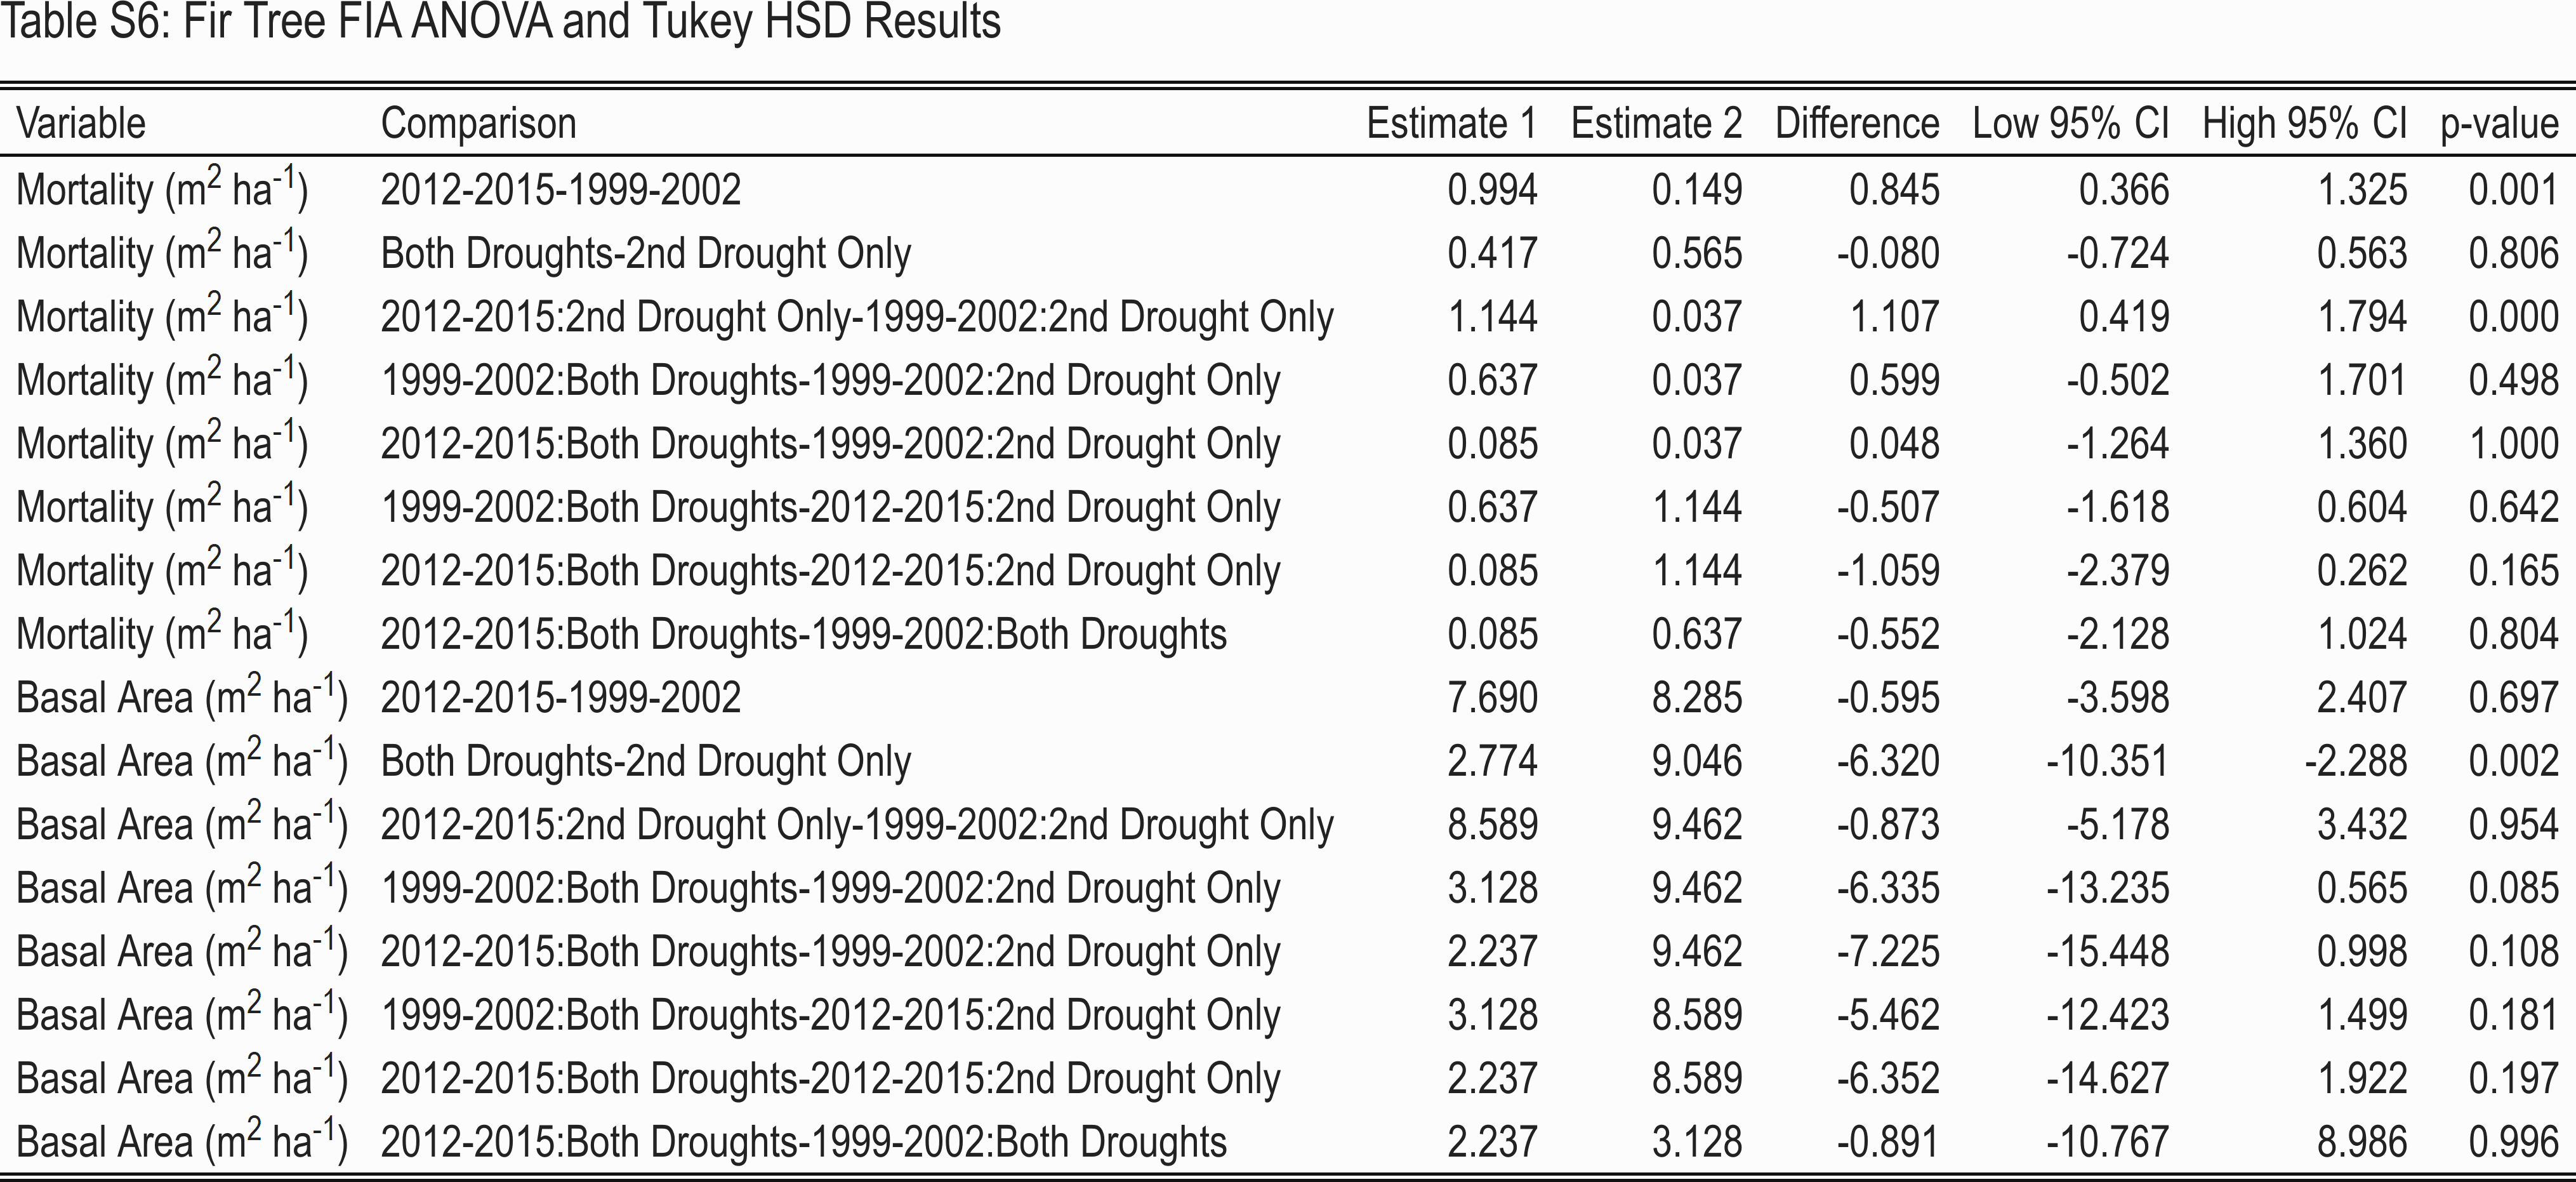 Table S6: Fir Tree FIA ANOVA and Tukey HSD Results
Variable Comparison Estimate 1 Estimate 2 Difference Low 95% CI High 95% CI p-value
Mortality (m² ha⁻¹) 2012-2015-1999-2002 0.994 0.149 0.845 0.366 1.325 0.001
Mortality (m² ha⁻¹) Both Droughts-2nd Drought Only 0.417 0.565 -0.080 -0.724 0.563 0.806
Mortality (m² ha⁻¹) 2012-2015:2nd Drought Only-1999-2002:2nd Drought Only 1.144 0.037 1.107 0.419 1.794 0.000
Mortality (m² ha⁻¹) 1999-2002:Both Droughts-1999-2002:2nd Drought Only 0.637 0.037 0.599 -0.502 1.701 0.498
Mortality (m² ha⁻¹) 2012-2015:Both Droughts-1999-2002:2nd Drought Only 0.085 0.037 0.048 -1.264 1.360 1.000
Mortality (m² ha⁻¹) 1999-2002:Both Droughts-2012-2015:2nd Drought Only 0.637 1.144 -0.507 -1.618 0.604 0.642
Mortality (m² ha⁻¹) 2012-2015:Both Droughts-2012-2015:2nd Drought Only 0.085 1.144 -1.059 -2.379 0.262 0.165
Mortality (m² ha⁻¹) 2012-2015:Both Droughts-1999-2002:Both Droughts 0.085 0.637 -0.552 -2.128 1.024 0.804
Basal Area (m² ha⁻¹) 2012-2015-1999-2002 7.690 8.285 -0.595 -3.598 2.407 0.697
Basal Area (m² ha⁻¹) Both Droughts-2nd Drought Only 2.774 9.046 -6.320 -10.351 -2.288 0.002
Basal Area (m² ha⁻¹) 2012-2015:2nd Drought Only-1999-2002:2nd Drought Only 8.589 9.462 -0.873 -5.178 3.432 0.954
Basal Area (m² ha⁻¹) 1999-2002:Both Droughts-1999-2002:2nd Drought Only 3.128 9.462 -6.335 -13.235 0.565 0.085
Basal Area (m² ha⁻¹) 2012-2015:Both Droughts-1999-2002:2nd Drought Only 2.237 9.462 -7.225 -15.448 0.998 0.108
Basal Area (m² ha⁻¹) 1999-2002:Both Droughts-2012-2015:2nd Drought Only 3.128 8.589 -5.462 -12.423 1.499 0.181
Basal Area (m² ha⁻¹) 2012-2015:Both Droughts-2012-2015:2nd Drought Only 2.237 8.589 -6.352 -14.627 1.922 0.197
Basal Area (m² ha⁻¹) 2012-2015:Both Droughts-1999-2002:Both Droughts 2.237 3.128 -0.891 -10.767 8.986 0.996